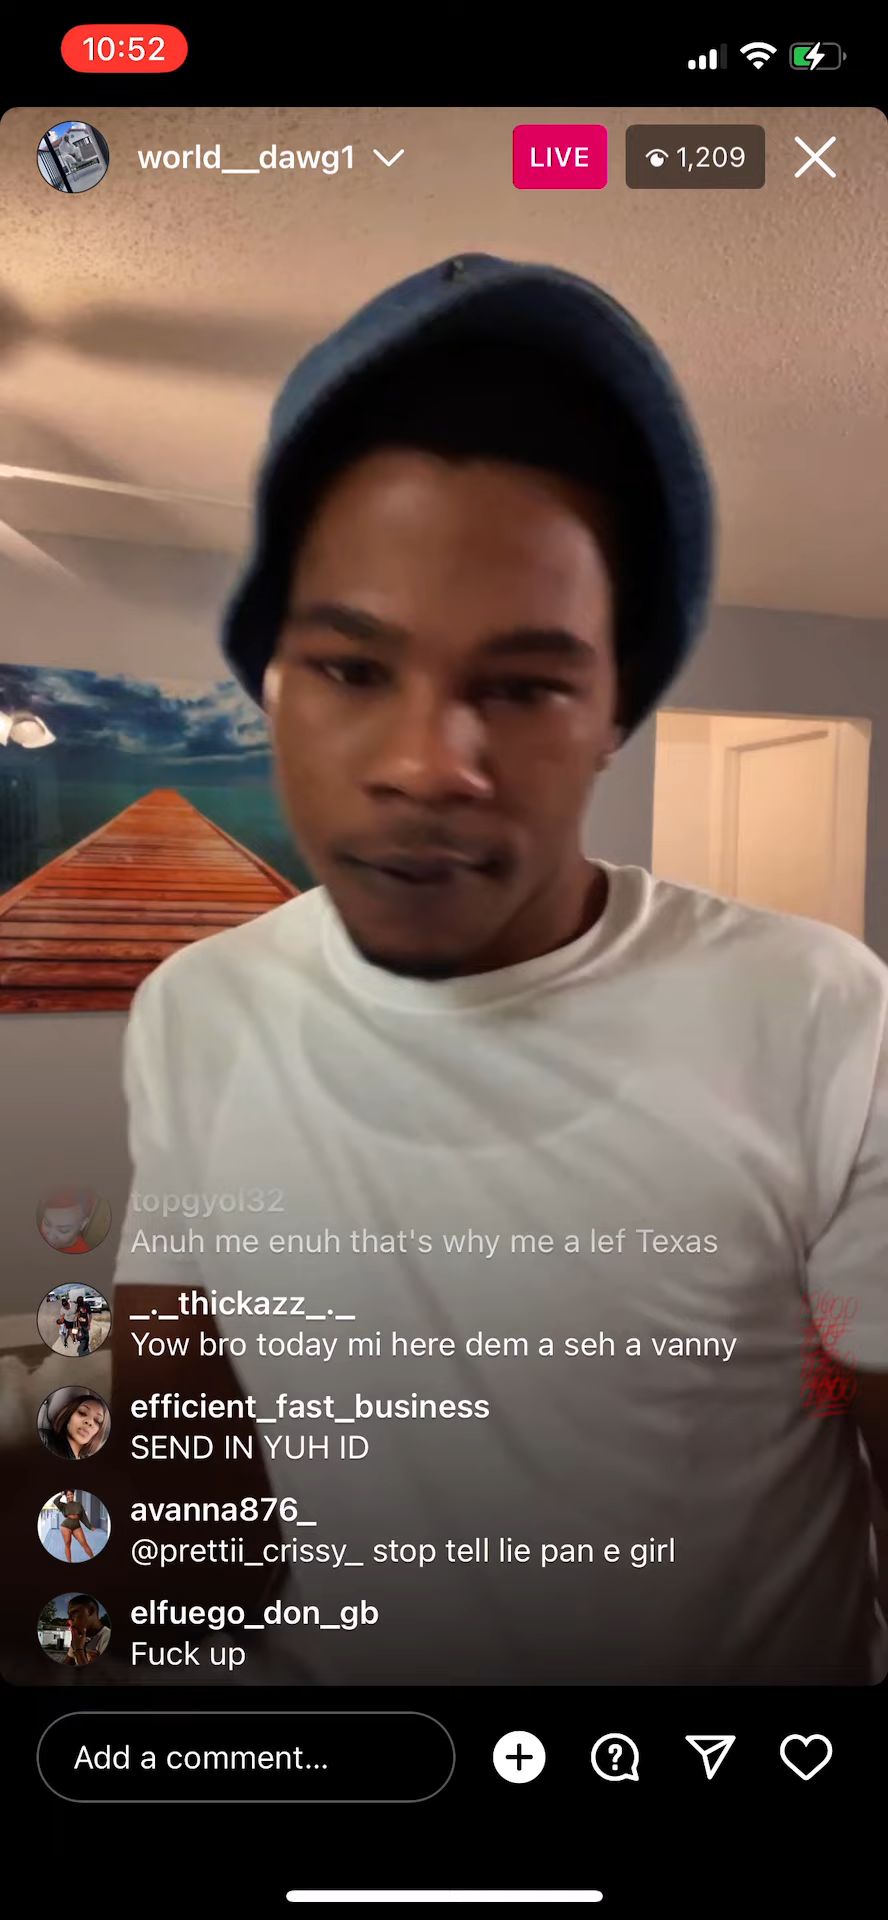 10:52
world__dawg1
LIVE
1,209
topgyol32
Anuh me enuh that's why me a lef Texas
_._thickazz_._
Yow bro today mi here dem a seh a vanny
efficient_fast_business
SEND IN YUH ID
avanna876_
@prettii_crissy_ stop tell lie pan e girl
elfuego_don_gb
Fuck up
Add a comment...